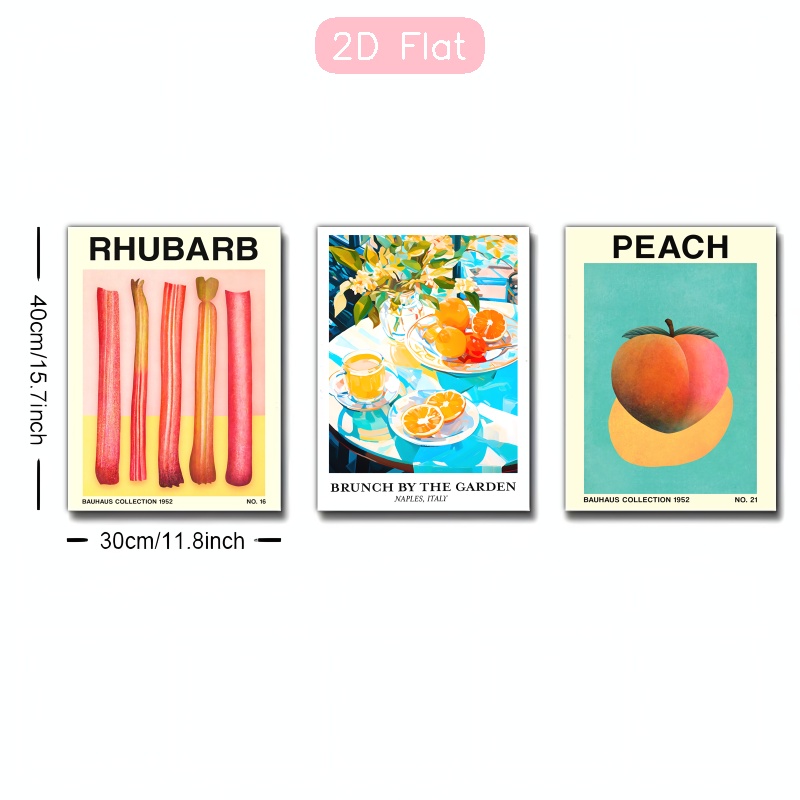 2D Flat
RHUBARB
BAUHAUS COLLECTION 1952 NO. 16
BRUNCH BY THE GARDEN
NAPLES, ITALY
PEACH
BAUHAUS COLLECTION 1952 NO. 21
40cm/15.7inch
30cm/11.8inch